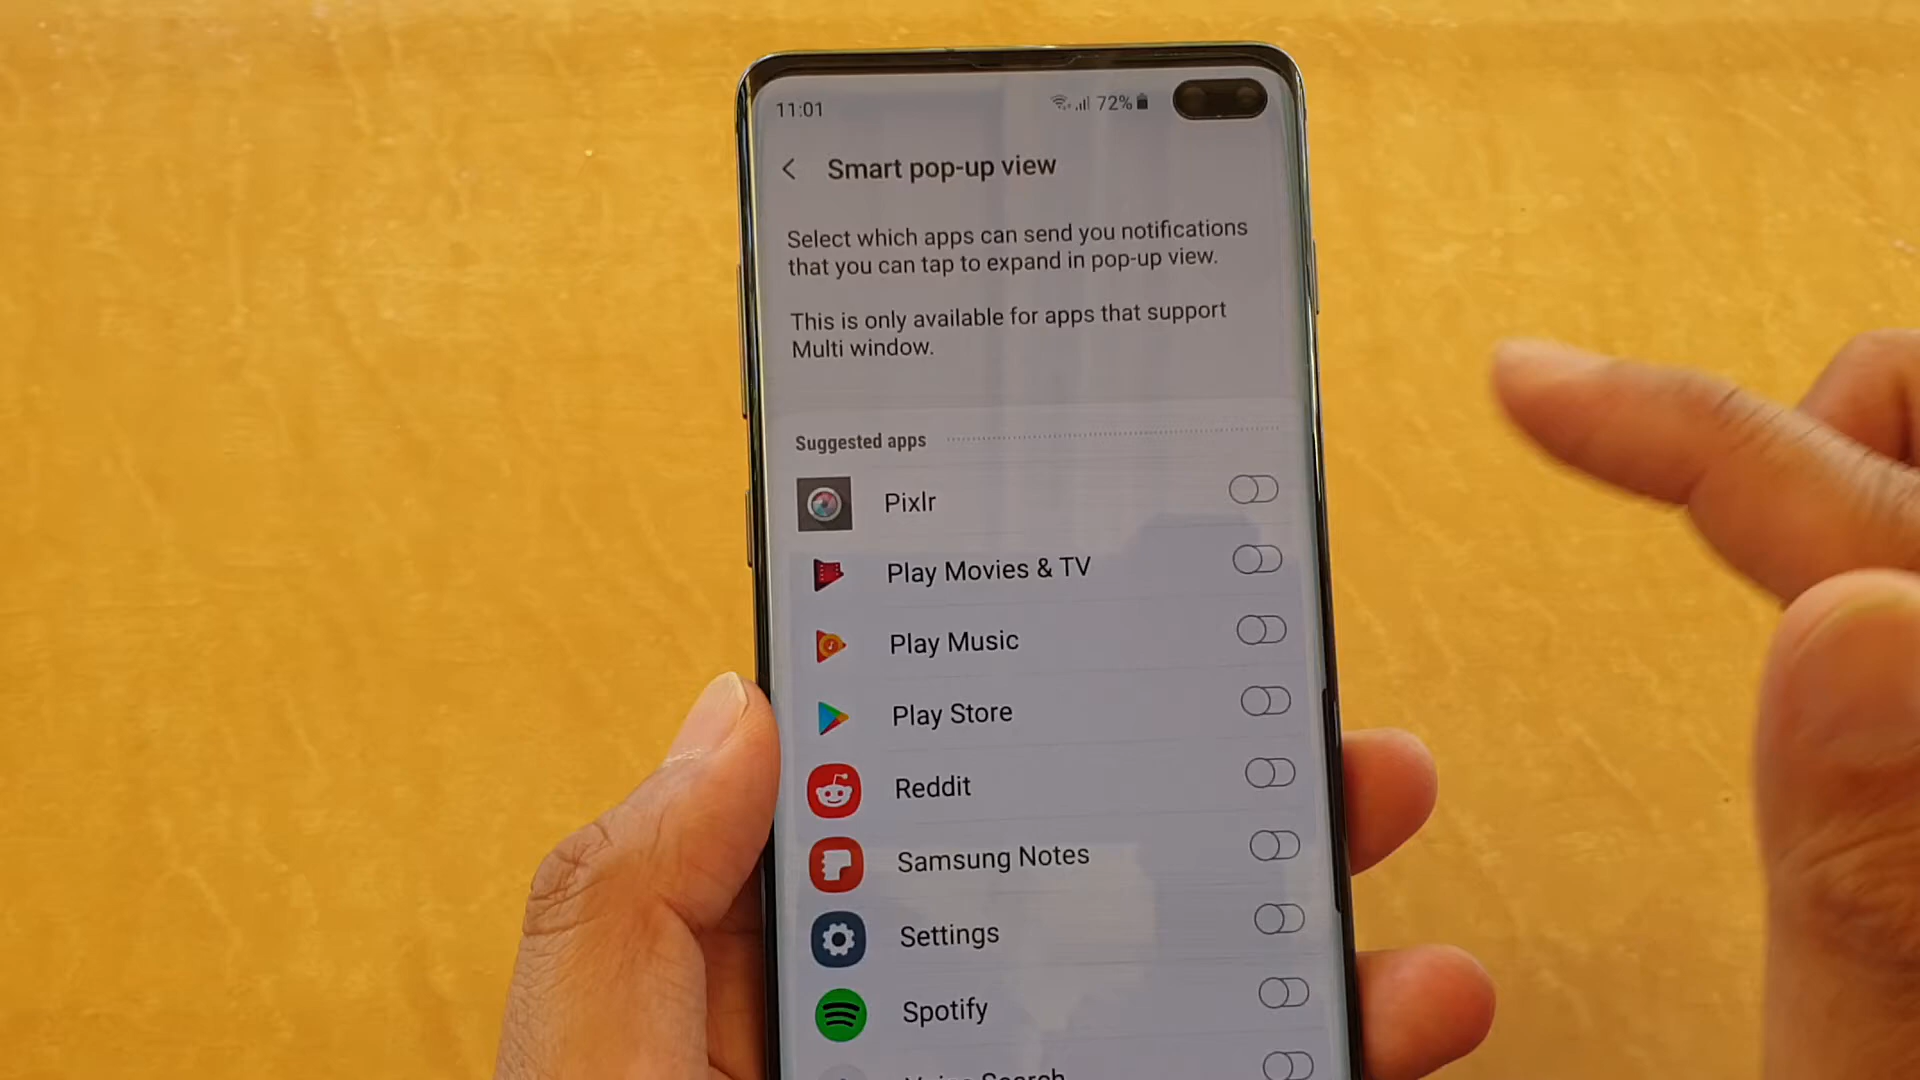 11:01
72%
Smart pop-up view
Select which apps can send you notifications
that you can tap to expand in pop-up view.
This is only available for apps that support
Multi window.
Suggested apps
Pixlr
Play Movies & TV
Play Music
Play Store
Reddit
Samsung Notes
Settings
Spotify
Voice Search